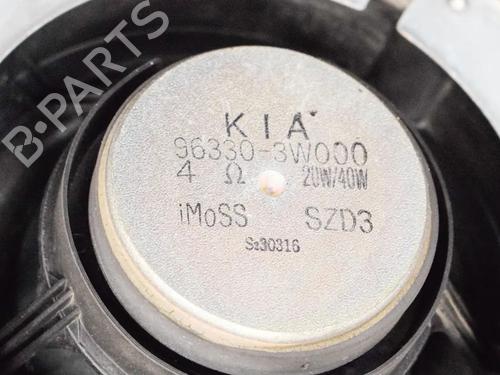 B-PARTS
KIA
96330-3W000
4 Ω 20W/40W
iMoSS SZD3
S230316